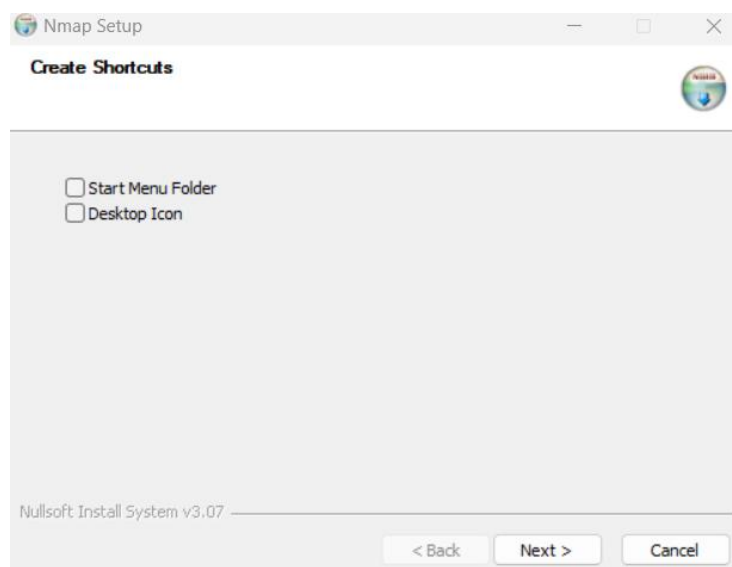 Nmap Setup
Create Shortcuts
Start Menu Folder
Desktop Icon
Nullsoft Install System v3.07
< Back Next > Cancel